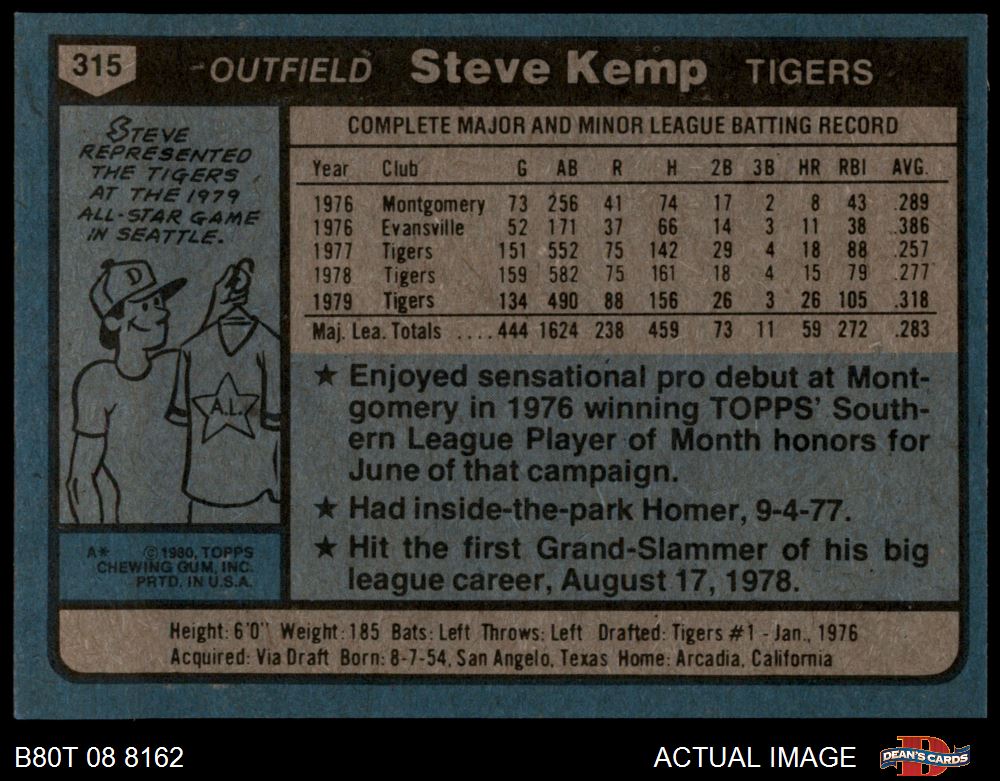 315 OUTFIELD Steve Kemp TIGERS
STEVE
REPRESENTED
THE TIGERS
AT THE 1979
ALL-STAR GAME
IN SEATTLE.
D
A.L.
A* ©1980, TOPPS
CHEWING GUM, INC.
PRTD. IN U.S.A.
COMPLETE MAJOR AND MINOR LEAGUE BATTING RECORD
Year Club G AB R H 2B 3B HR RBI AVG.
1976 Montgomery 73 256 41 74 17 2 8 43 .289
1976 Evansville 52 171 37 66 14 3 11 38 .386
1977 Tigers 151 552 75 142 29 4 18 88 .257
1978 Tigers 159 582 75 161 18 4 15 79 .277
1979 Tigers 134 490 88 156 26 3 26 105 .318
Maj. Lea. Totals .... 444 1624 238 459 73 11 59 272 .283
★ Enjoyed sensational pro debut at Mont-
gomery in 1976 winning TOPPS' South-
ern League Player of Month honors for
June of that campaign.
★ Had inside-the-park Homer, 9-4-77.
★ Hit the first Grand-Slammer of his big
league career, August 17, 1978.
Height: 6'0" Weight: 185 Bats: Left Throws: Left Drafted: Tigers #1 - Jan., 1976
Acquired: Via Draft Born: 8-7-54, San Angelo, Texas Home: Arcadia, California
B80T 08 8162 ACTUAL IMAGE DEAN'S CARDS